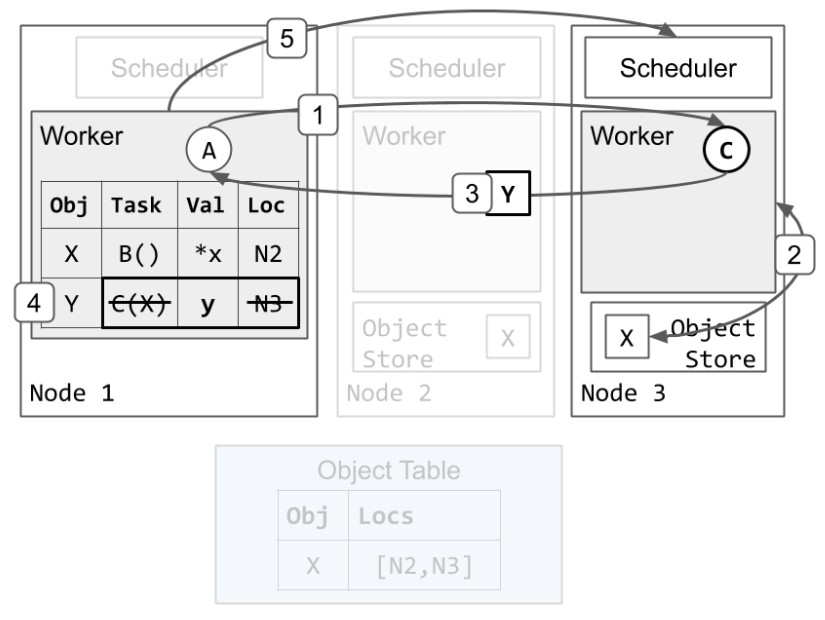 5
Scheduler
Scheduler
Scheduler
1
Worker
A
Worker
Worker
C
3
Y
Obj Task Val Loc
X B() *x N2
2
4
Y C(X) y N3
X
Object
Store
X
Object
Store
Node 1
Node 2
Node 3
Object Table
Obj Locs
X [N2,N3]